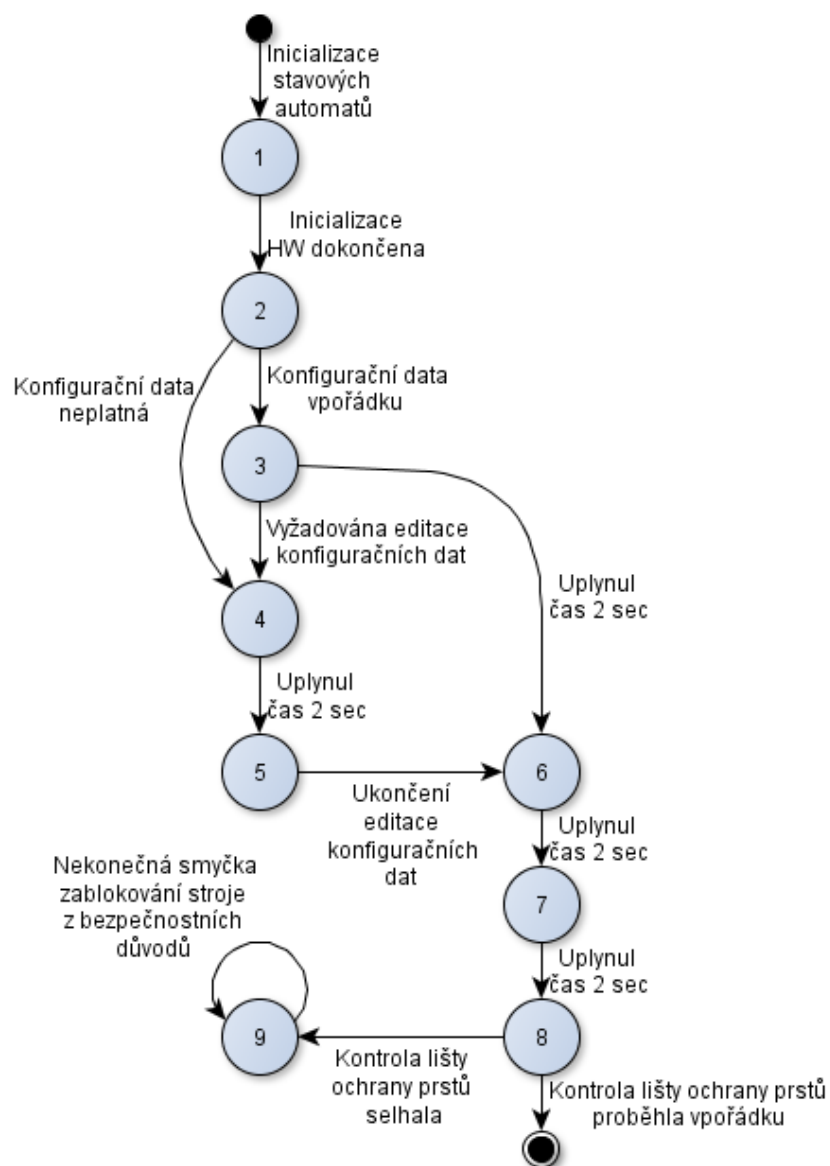 Inicializace
stavových
automatů
1
Inicializace
HW dokončena
2
Konfigurační data
neplatná
Konfigurační data
vpořádku
3
Vyžadována editace
konfiguračních dat
Uplynul
čas 2 sec
4
Uplynul
čas 2 sec
5
Ukončení
editace
konfiguračních
dat
6
Uplynul
čas 2 sec
7
Uplynul
čas 2 sec
Nekonečná smyčka
zablokování stroje
z bezpečnostních
důvodů
9
Kontrola lišty
ochrany prstů
selhala
8
Kontrola lišty ochrany prstů
proběhla vpořádku